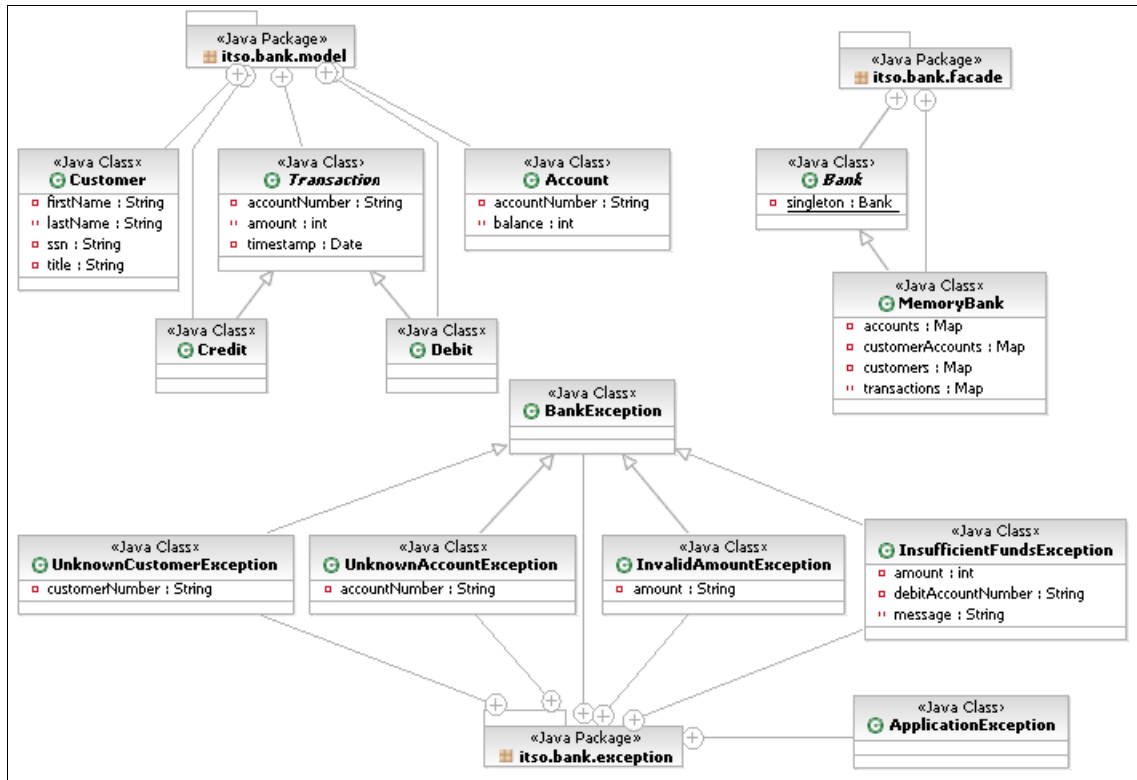 «Java Package»
itso.bank.model
«Java Package»
itso.bank.facade
«Java Class»
Customer
firstName : String
lastName : String
ssn : String
title : String
«Java Class»
Transaction
accountNumber : String
amount : int
timestamp : Date
«Java Class»
Account
accountNumber : String
balance : int
«Java Class»
Bank
singleton : Bank
«Java Class»
MemoryBank
accounts : Map
customerAccounts : Map
customers : Map
transactions : Map
«Java Class»
Credit
«Java Class»
Debit
«Java Class»
BankException
«Java Class»
UnknownCustomerException
customerNumber : String
«Java Class»
UnknownAccountException
accountNumber : String
«Java Class»
InvalidAmountException
amount : String
«Java Class»
InsufficientFundsException
amount : int
debitAccountNumber : String
message : String
«Java Package»
itso.bank.exception
«Java Class»
ApplicationException